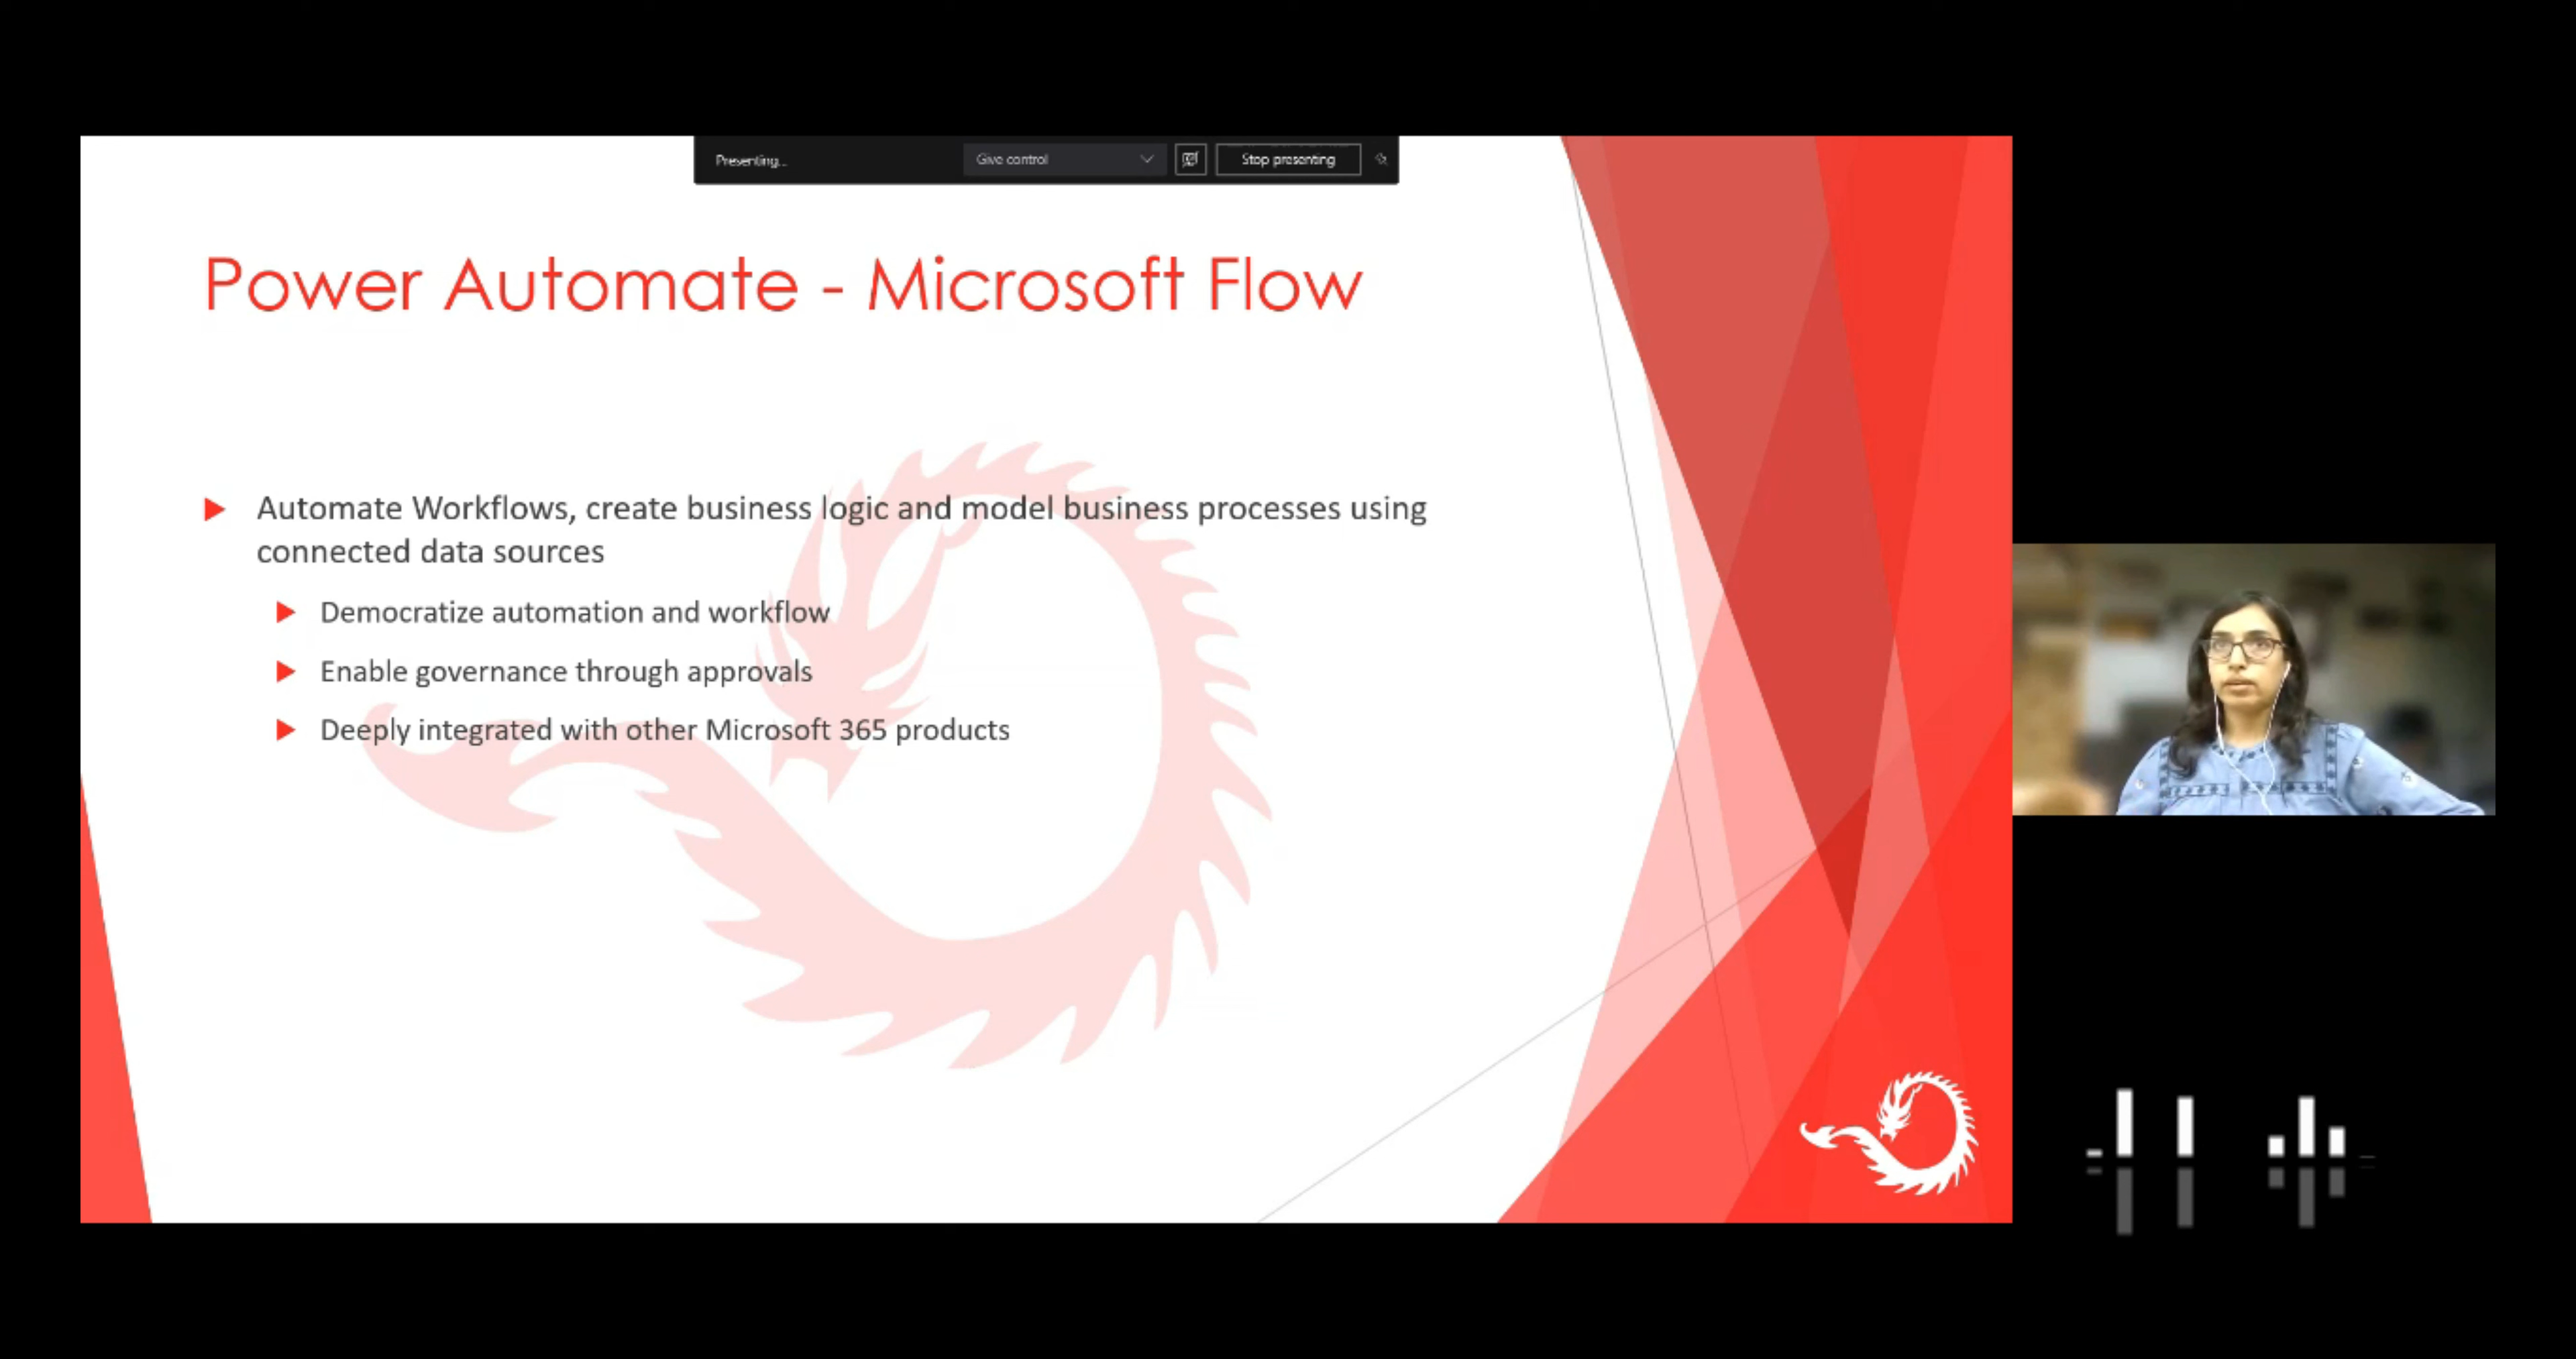 Presenting...
Give control
Stop presenting
Power Automate - Microsoft Flow
Automate Workflows, create business logic and model business processes using
connected data sources
Democratize automation and workflow
Enable governance through approvals
Deeply integrated with other Microsoft 365 products